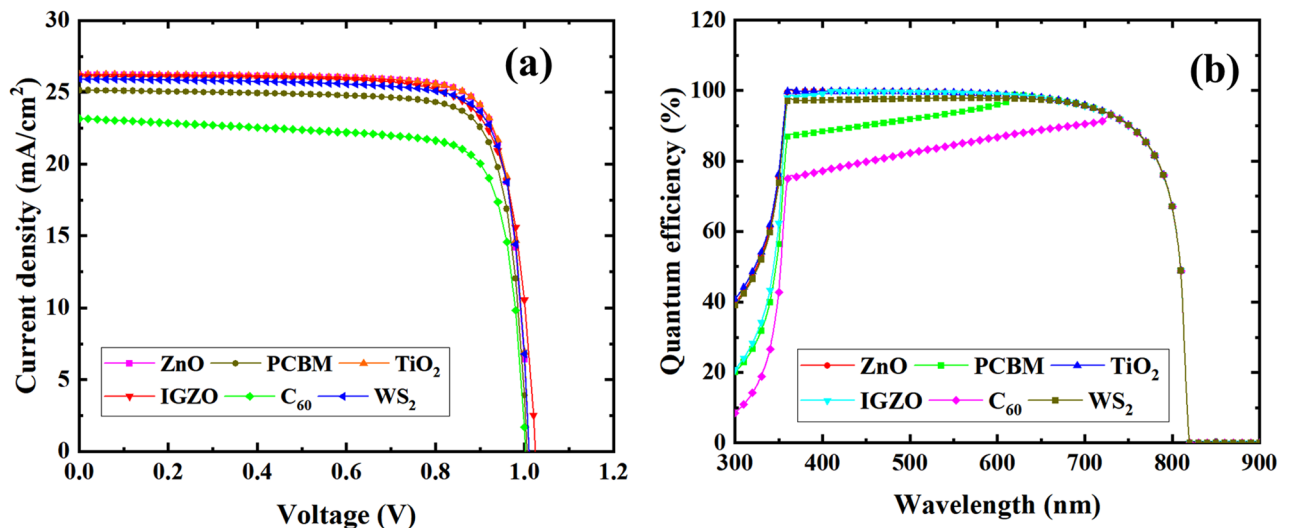 (a)
Current density (mA/cm²)
30
25
20
15
10
5
0
ZnO PCBM TiO₂
IGZO C₆₀ WS₂
0.0 0.2 0.4 0.6 0.8 1.0 1.2
Voltage (V)
(b)
Quantum efficiency (%)
120
100
80
60
40
20
0
ZnO PCBM TiO₂
IGZO C₆₀ WS₂
300 400 500 600 700 800 900
Wavelength (nm)